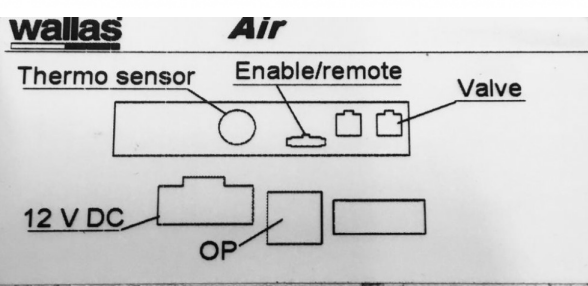 wallas Air
Thermo sensor
Enable/remote
Valve
12 V DC
OP